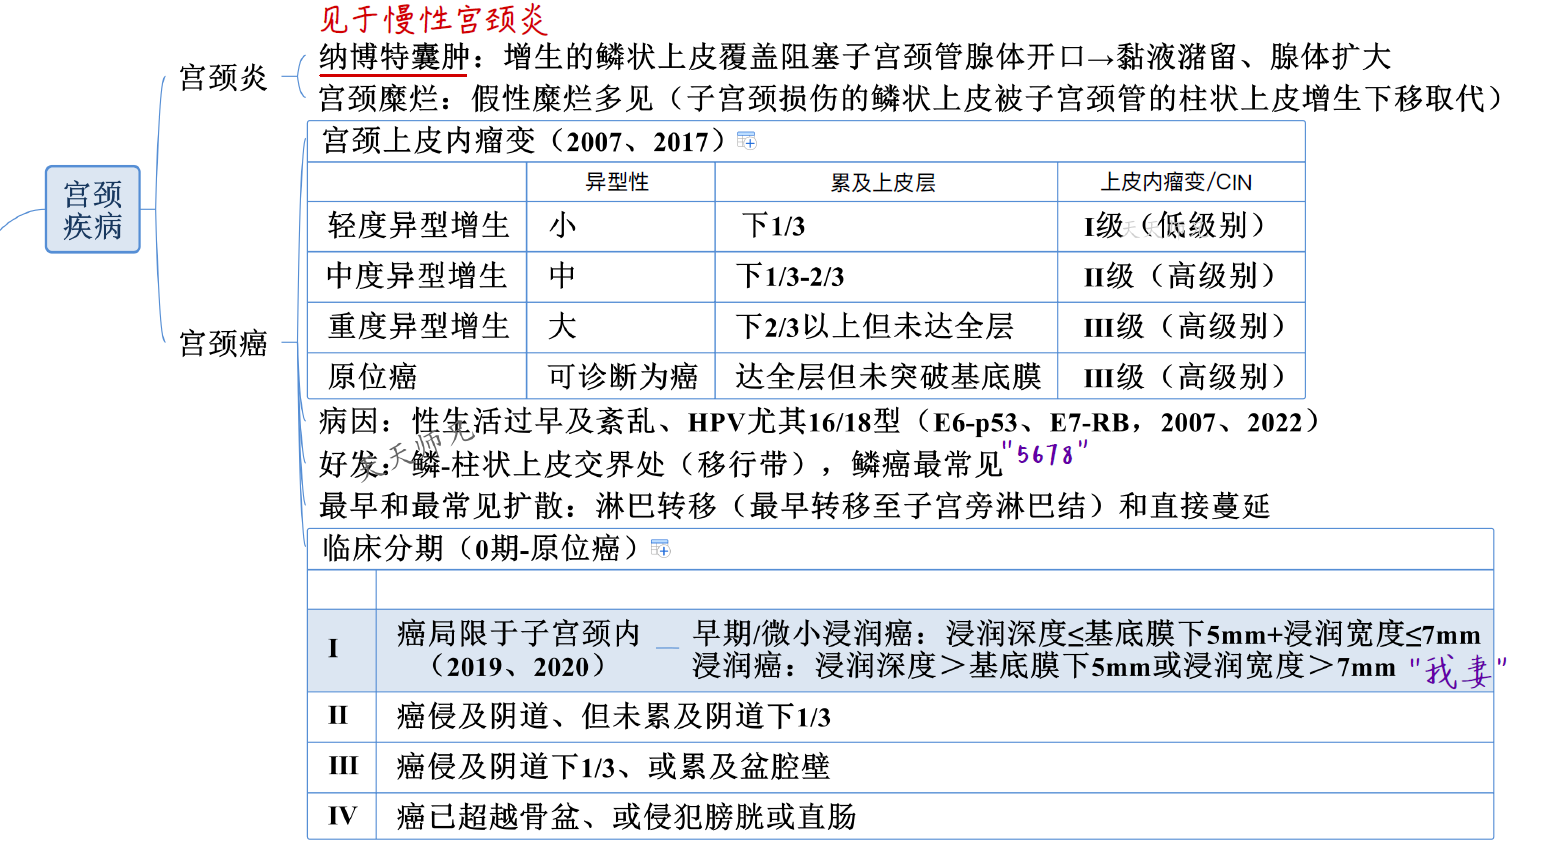 见于慢性宫颈炎
宫颈疾病
宫颈炎
纳博特囊肿：增生的鳞状上皮覆盖阻塞子宫颈管腺体开口→黏液潴留、腺体扩大
宫颈糜烂：假性糜烂多见（子宫颈损伤的鳞状上皮被子宫颈管的柱状上皮增生下移取代）
宫颈癌
宫颈上皮内瘤变（2007、2017）
异型性 累及上皮层 上皮内瘤变/CIN
轻度异型增生 小 下1/3 I级（低级别）
中度异型增生 中 下1/3-2/3 II级（高级别）
重度异型增生 大 下2/3以上但未达全层 III级（高级别）
原位癌 可诊断为癌 达全层但未突破基底膜 III级（高级别）
病因：性生活过早及紊乱、HPV尤其16/18型（E6-p53、E7-RB，2007、2022）
天天师兄
好发：鳞-柱状上皮交界处（移行带），鳞癌最常见 "5678"
最早和最常见扩散：淋巴转移（最早转移至子宫旁淋巴结）和直接蔓延
临床分期（0期-原位癌）
I 癌局限于子宫颈内（2019、2020）
早期/微小浸润癌：浸润深度≤基底膜下5mm+浸润宽度≤7mm
浸润癌：浸润深度＞基底膜下5mm或浸润宽度＞7mm "我妻"
II 癌侵及阴道、但未累及阴道下1/3
III 癌侵及阴道下1/3、或累及盆腔壁
IV 癌已超越骨盆、或侵犯膀胱或直肠